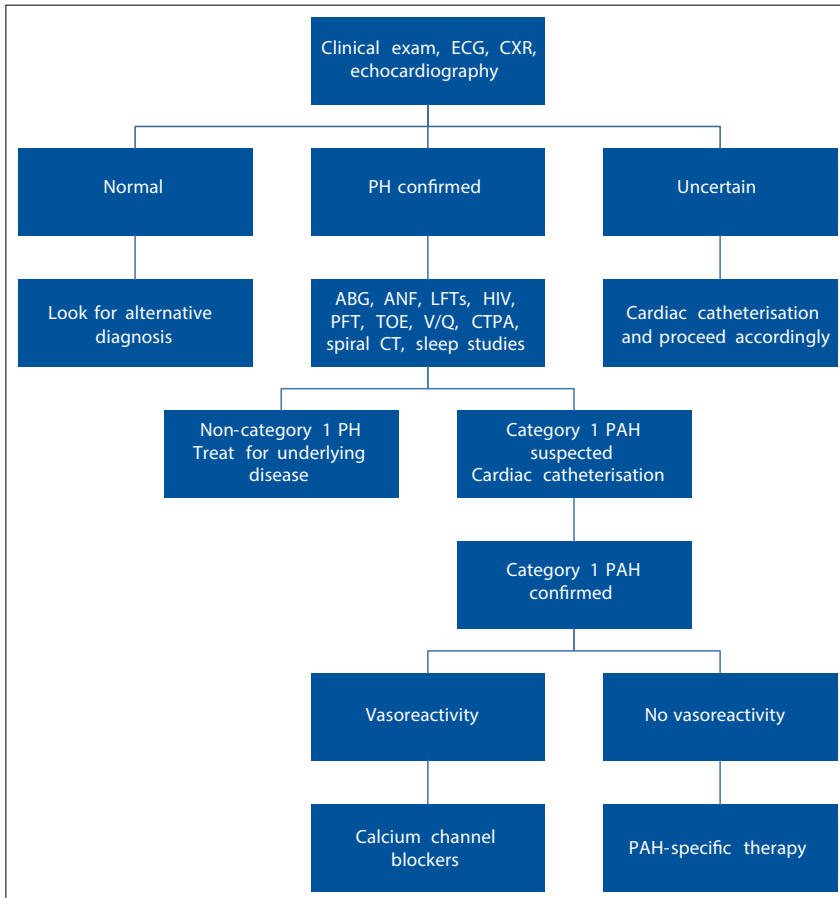 Clinical exam, ECG, CXR,
echocardiography
Normal
PH confirmed
Uncertain
Look for alternative
diagnosis
ABG, ANF, LFTs, HIV,
PFT, TOE, V/Q, CTPA,
spiral CT, sleep studies
Cardiac catheterisation
and proceed accordingly
Non-category 1 PH
Treat for underlying
disease
Category 1 PAH
suspected
Cardiac catheterisation
Category 1 PAH
confirmed
Vasoreactivity
No vasoreactivity
Calcium channel
blockers
PAH-specific therapy